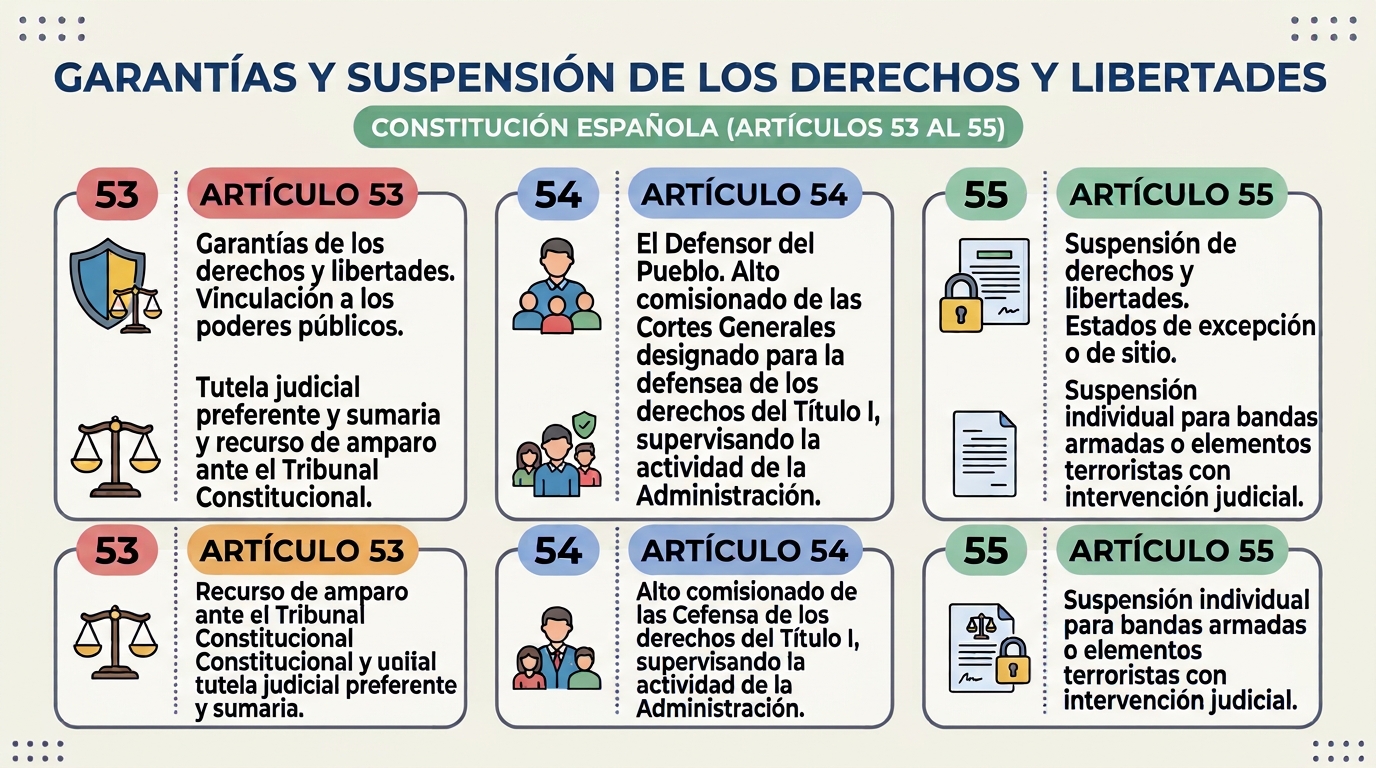 GARANTÍAS Y SUSPENSIÓN DE LOS DERECHOS Y LIBERTADES
CONSTITUCIÓN ESPAÑOLA (ARTÍCULOS 53 AL 55)
53
ARTÍCULO 53
Garantías de los
derechos y libertades.
Vinculación a los
poderes públicos.
Tutela judicial
preferente y sumaria
y recurso de amparo
ante el Tribunal
Constitucional.
54
ARTÍCULO 54
El Defensor del
Pueblo. Alto
comisionado de las
Cortes Generales
designado para la
defensea de los
derechos del Título I,
supervisando la
actividad de la
Administración.
55
ARTÍCULO 55
Suspensión de
derechos y
libertades.
Estados de excepción
o de sitio.
Suspensión
individual para bandas
armadas o elementos
terroristas con
intervención judicial.
53
ARTÍCULO 53
Recurso de amparo
ante el Tribunal
Constitucional
Constitucional y
tutela judicial preferente
y sumaria.
54
ARTÍCULO 54
Alto comisionado de
las Cefensa de los
derechos del Título I,
supervisando la
actividad de la
Administración.
55
ARTÍCULO 55
Suspensión individual
para bandas armadas
o elementos
terroristas con
intervención judicial.